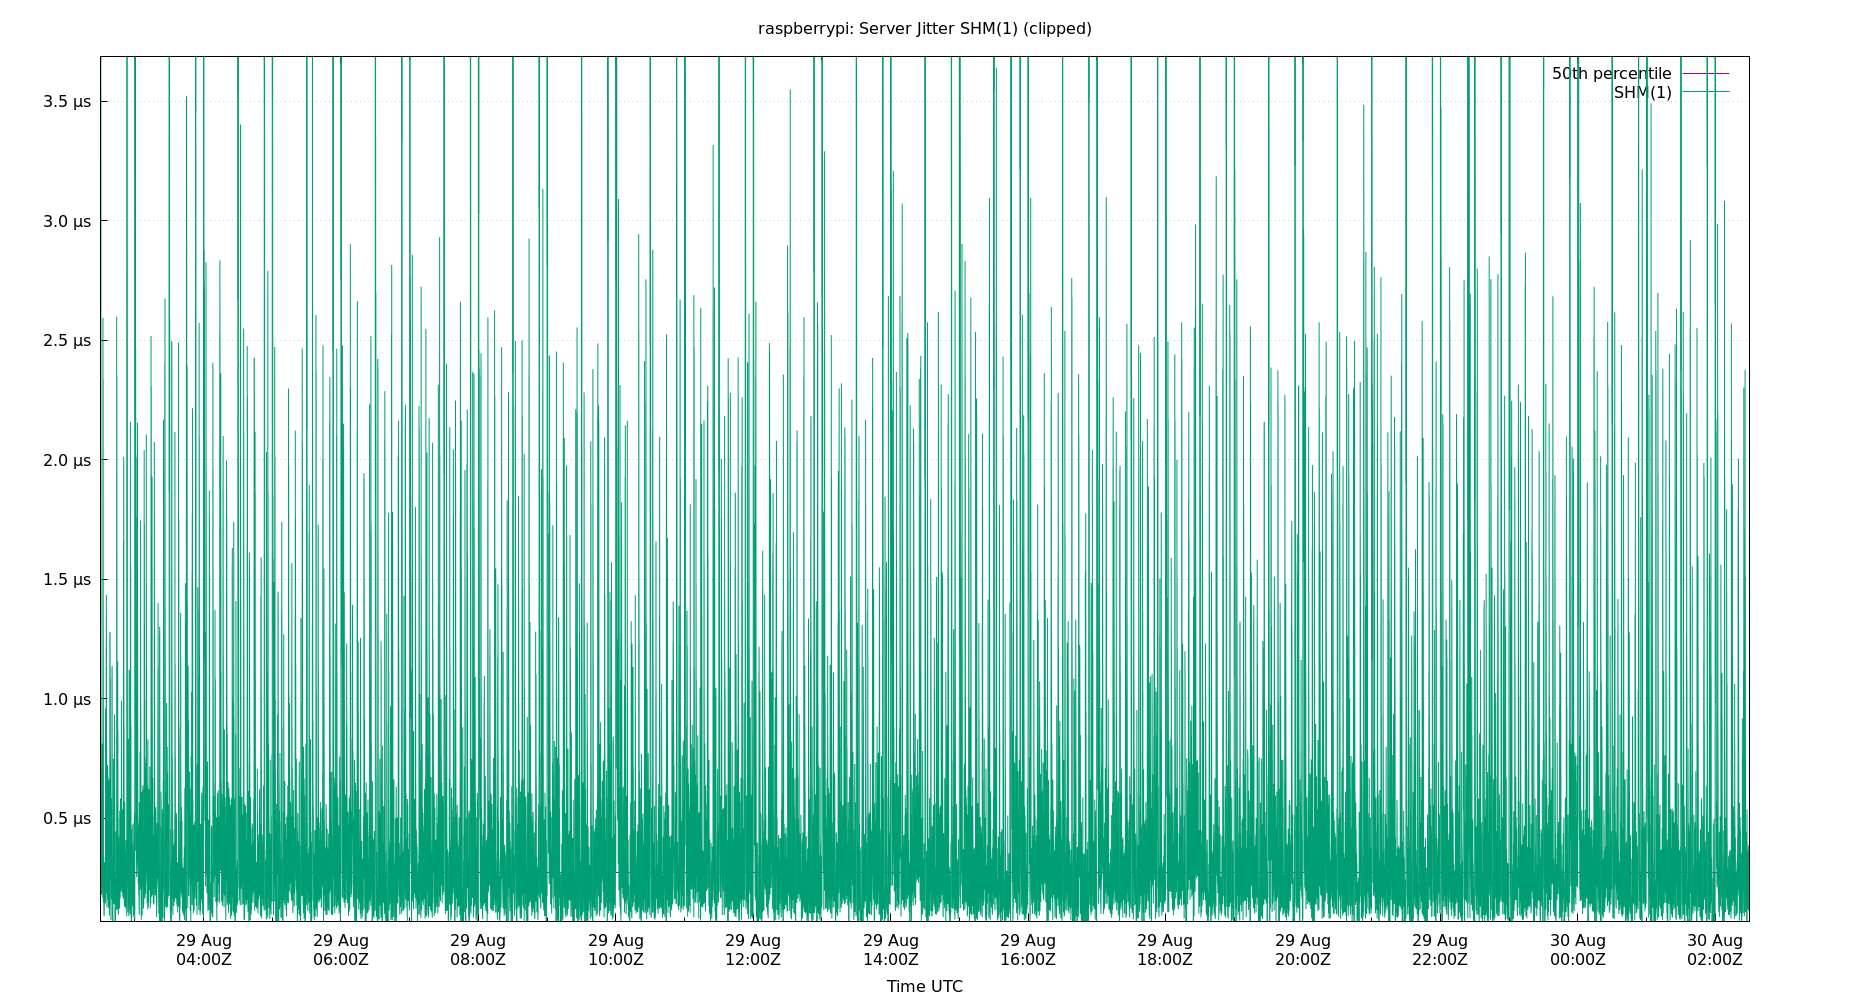 raspberrypi: Server Jitter SHM(1) (clipped)
50th percentile
SHM(1)
3.5 µs
3.0 µs
2.5 µs
2.0 µs
1.5 µs
1.0 µs
0.5 µs
29 Aug 29 Aug 29 Aug 29 Aug 29 Aug 29 Aug 29 Aug 29 Aug 29 Aug 29 Aug 30 Aug 30 Aug
04:00Z 06:00Z 08:00Z 10:00Z 12:00Z 14:00Z 16:00Z 18:00Z 20:00Z 22:00Z 00:00Z 02:00Z
Time UTC